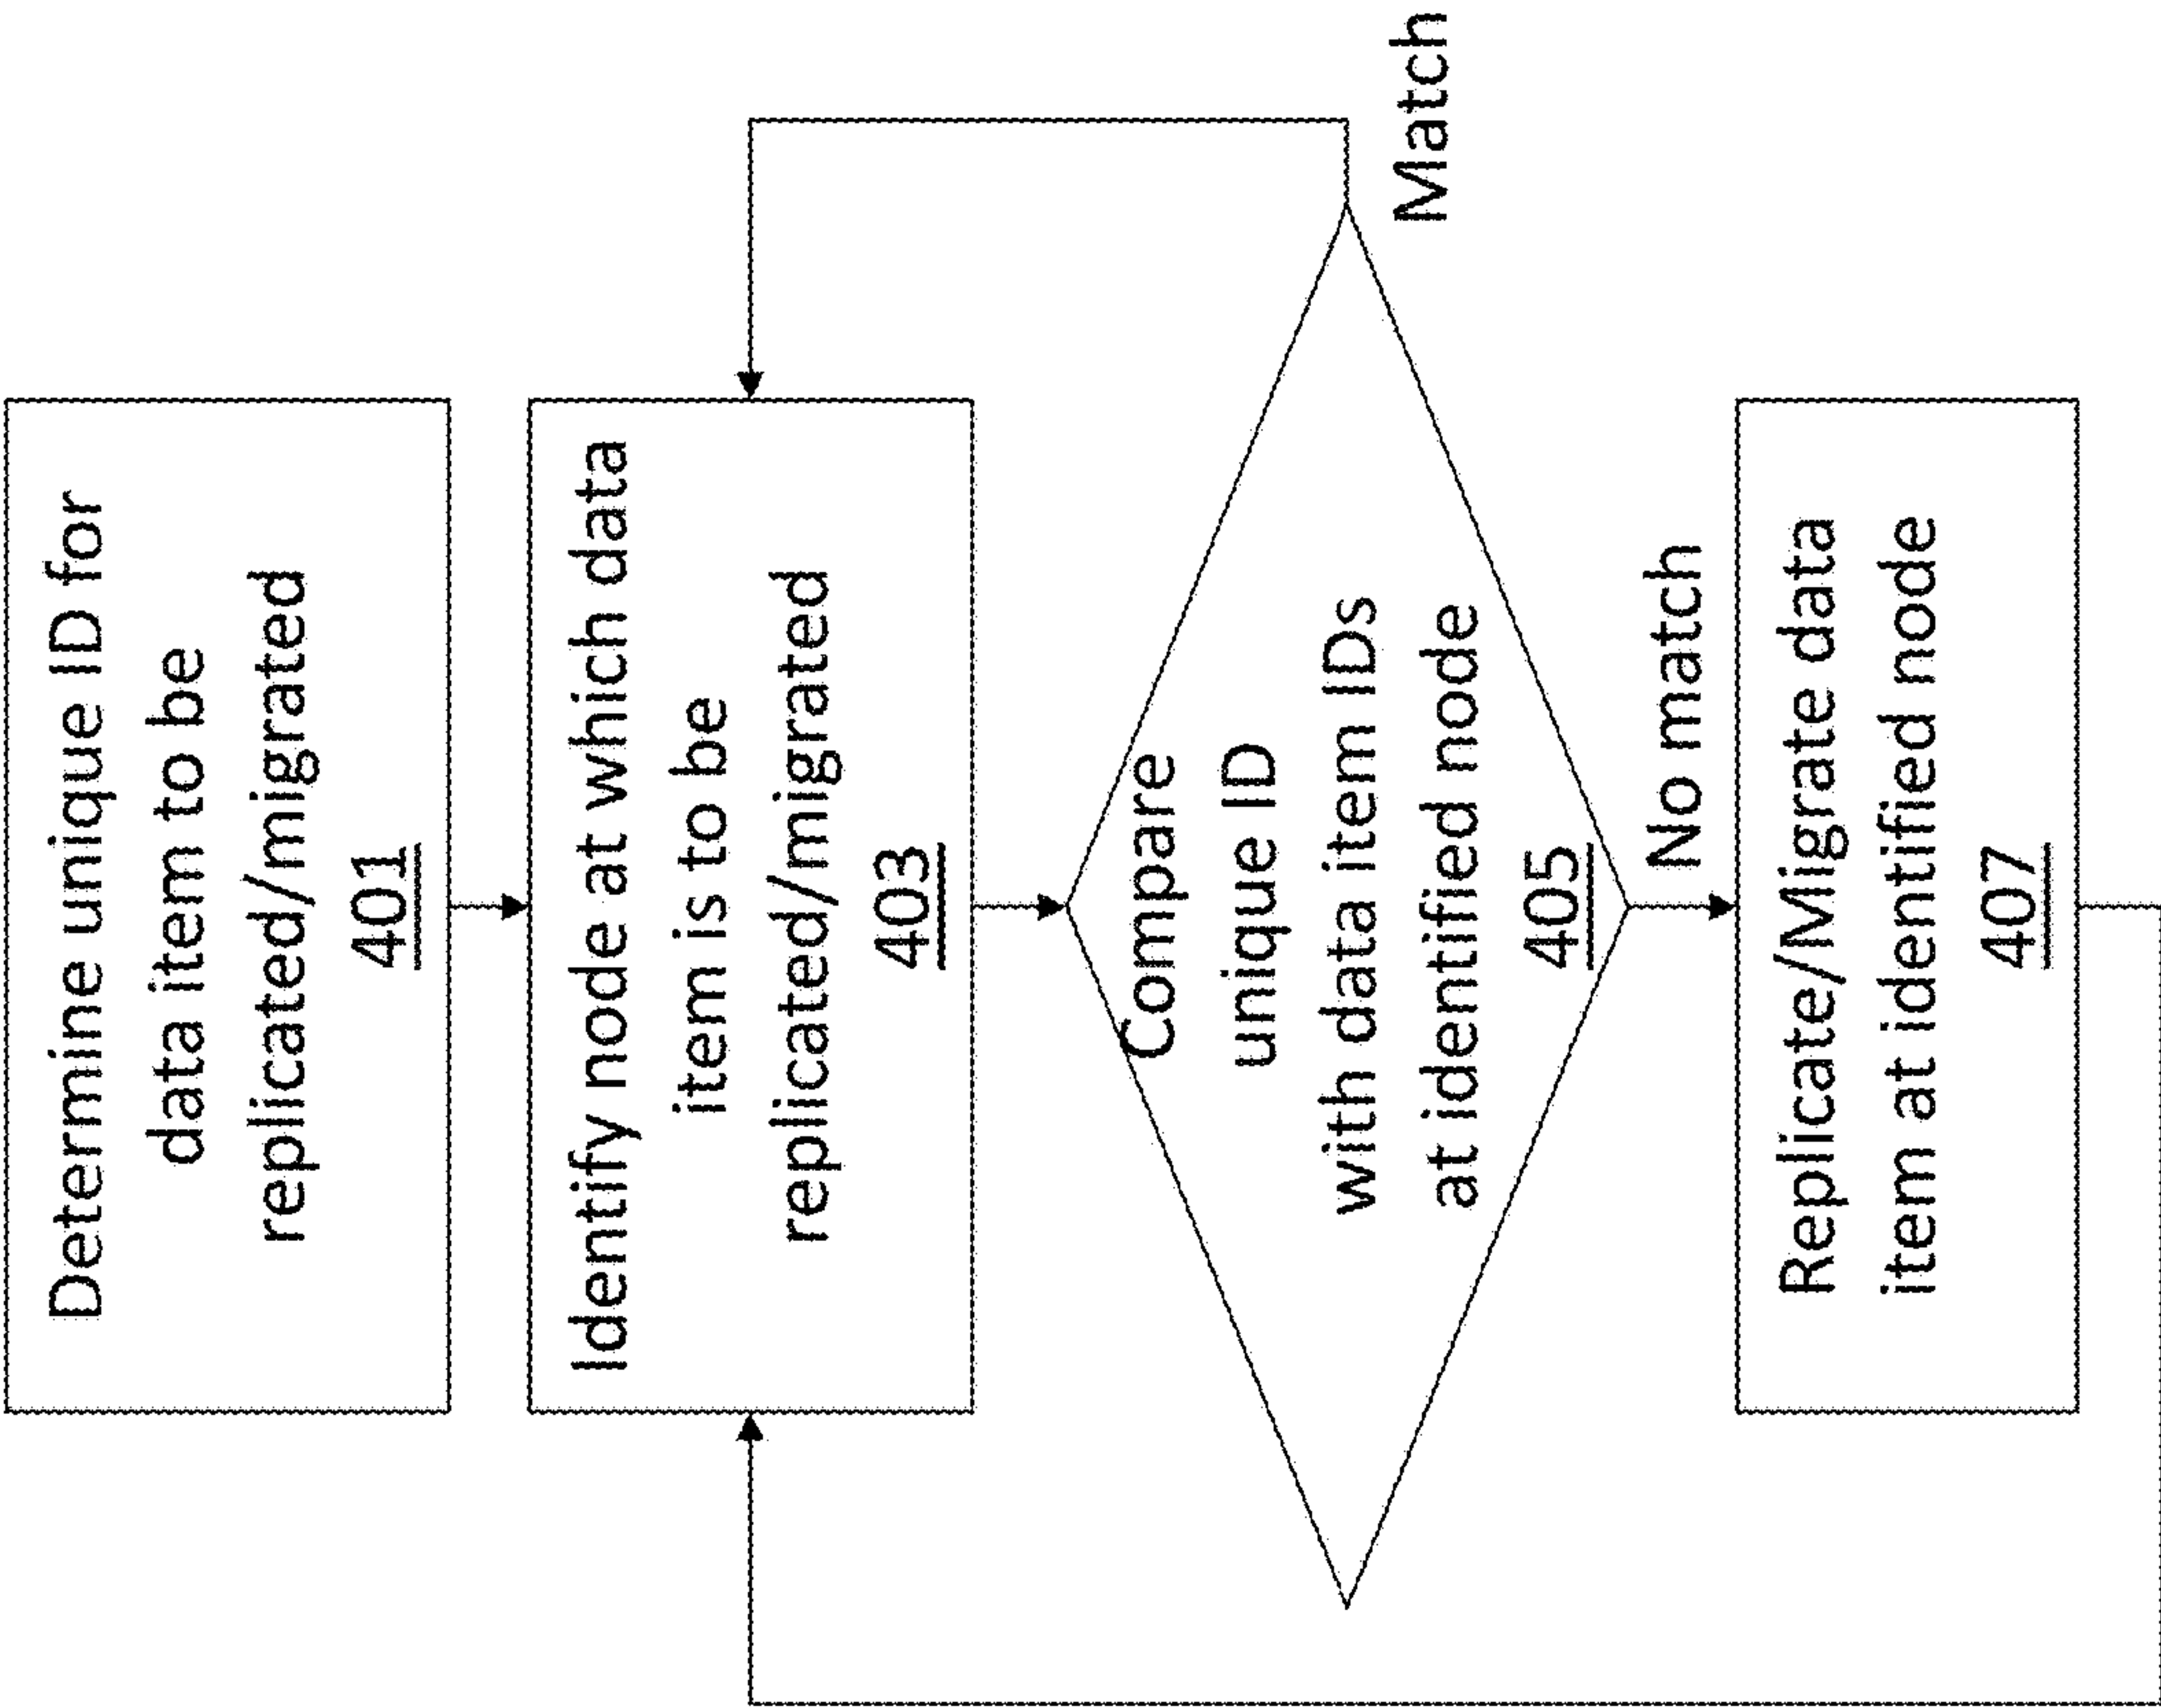 Determine unique ID for
data item to be
replicated/migrated
401
Identify node at which data
item is to be
replicated/migrated
403
Compare
unique ID
with data item IDs
at identified node
405
Match
No match
Replicate/Migrate data
item at identified node
407